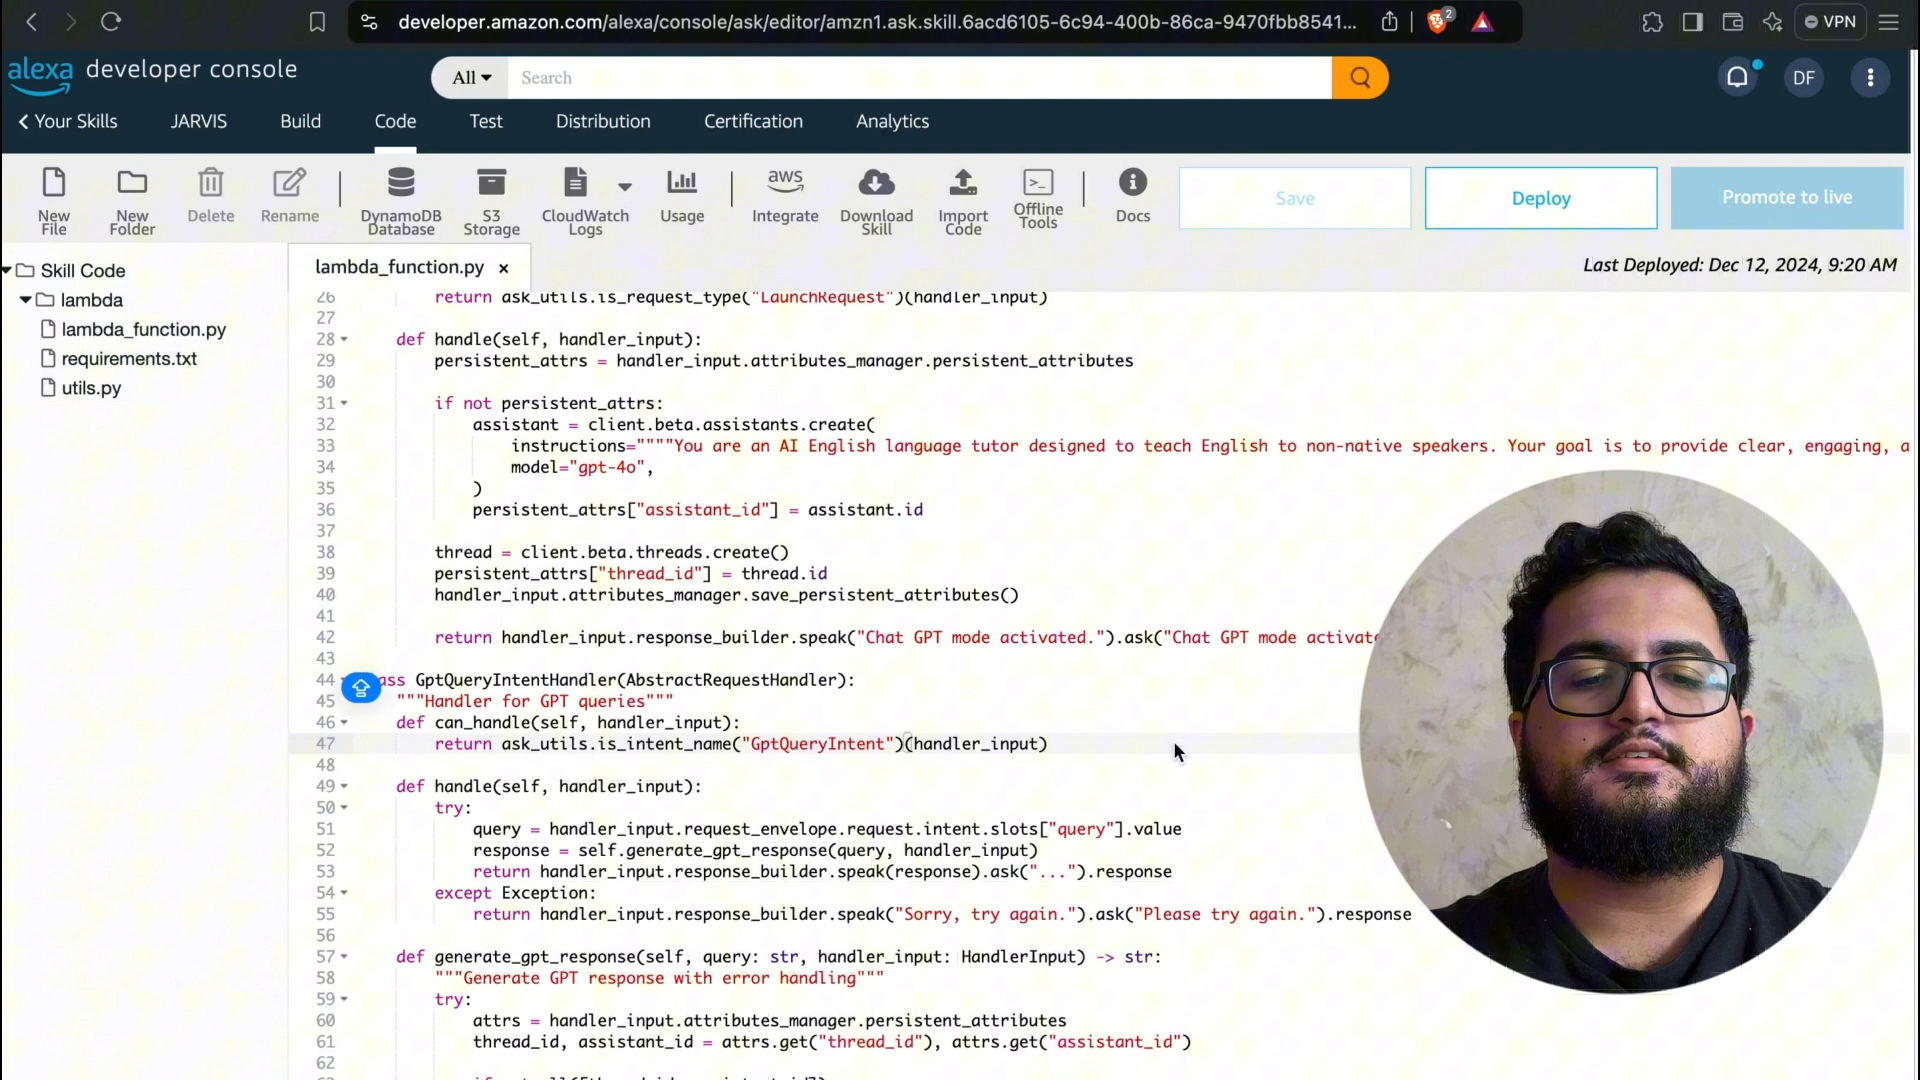 developer.amazon.com/alexa/console/ask/editor/amzn1.ask.skill.6acd6105-6c94-400b-86ca-9470fbb8541...
2
VPN
alexa developer console
All
Search
DF
Your Skills
JARVIS
Build
Code
Test
Distribution
Certification
Analytics
New File
New Folder
Delete
Rename
DynamoDB Database
S3 Storage
CloudWatch Logs
Usage
aws
Integrate
Download Skill
Import Code
Offline Tools
Docs
Save
Deploy
Promote to live
Skill Code
lambda
lambda_function.py
requirements.txt
utils.py
lambda_function.py x
Last Deployed: Dec 12, 2024, 9:20 AM
26 return ask_utils.is_request_type("LaunchRequest")(handler_input)
27
28 def handle(self, handler_input):
29 persistent_attrs = handler_input.attributes_manager.persistent_attributes
30
31 if not persistent_attrs:
32 assistant = client.beta.assistants.create(
33 instructions=""""You are an AI English language tutor designed to teach English to non-native speakers. Your goal is to provide clear, engaging, a
34 model="gpt-4o",
35 )
36 persistent_attrs["assistant_id"] = assistant.id
37
38 thread = client.beta.threads.create()
39 persistent_attrs["thread_id"] = thread.id
40 handler_input.attributes_manager.save_persistent_attributes()
41
42 return handler_input.response_builder.speak("Chat GPT mode activated.").ask("Chat GPT mode activat
43
44 ass GptQueryIntentHandler(AbstractRequestHandler):
45 """Handler for GPT queries"""
46 def can_handle(self, handler_input):
47 return ask_utils.is_intent_name("GptQueryIntent")(handler_input)
48
49 def handle(self, handler_input):
50 try:
51 query = handler_input.request_envelope.request.intent.slots["query"].value
52 response = self.generate_gpt_response(query, handler_input)
53 return handler_input.response_builder.speak(response).ask("...").response
54 except Exception:
55 return handler_input.response_builder.speak("Sorry, try again.").ask("Please try again.").response
56
57 def generate_gpt_response(self, query: str, handler_input: HandlerInput) -> str:
58 """Generate GPT response with error handling"""
59 try:
60 attrs = handler_input.attributes_manager.persistent_attributes
61 thread_id, assistant_id = attrs.get("thread_id"), attrs.get("assistant_id")
62